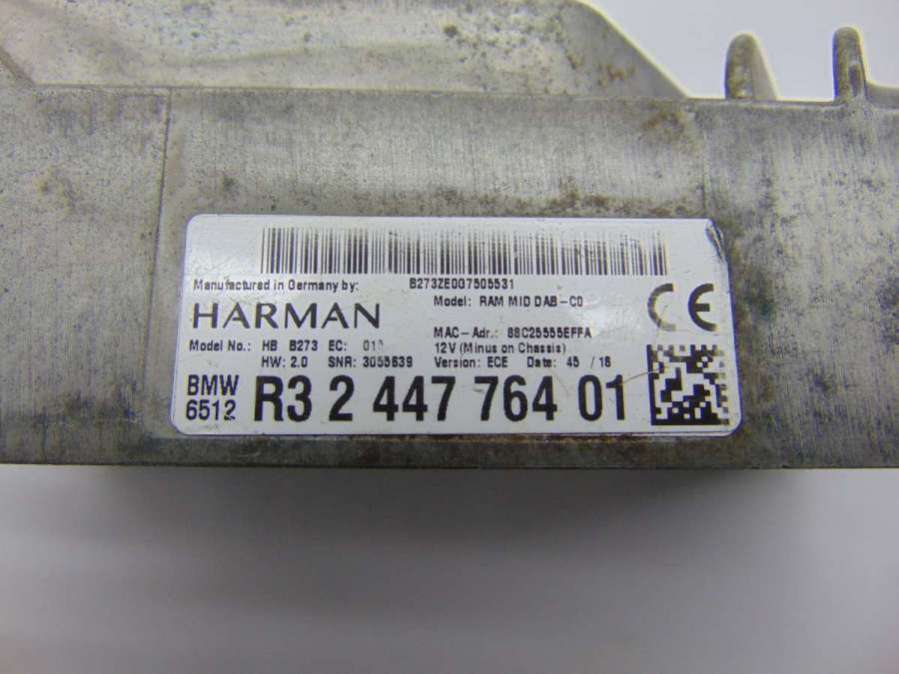 Manufactured in Germany by: B273ZE007505531
HARMAN Model: RAM MID DAB-C0
MAC-Adr.: 88C25555EFFA
Model No.: HB B273 EC: 12V (Minus on Chassis)
HW: 2.0 SNR: 3055639 Version: ECE Date: 45 / 16
BMW
6512 R3 2 447 764 01
CE